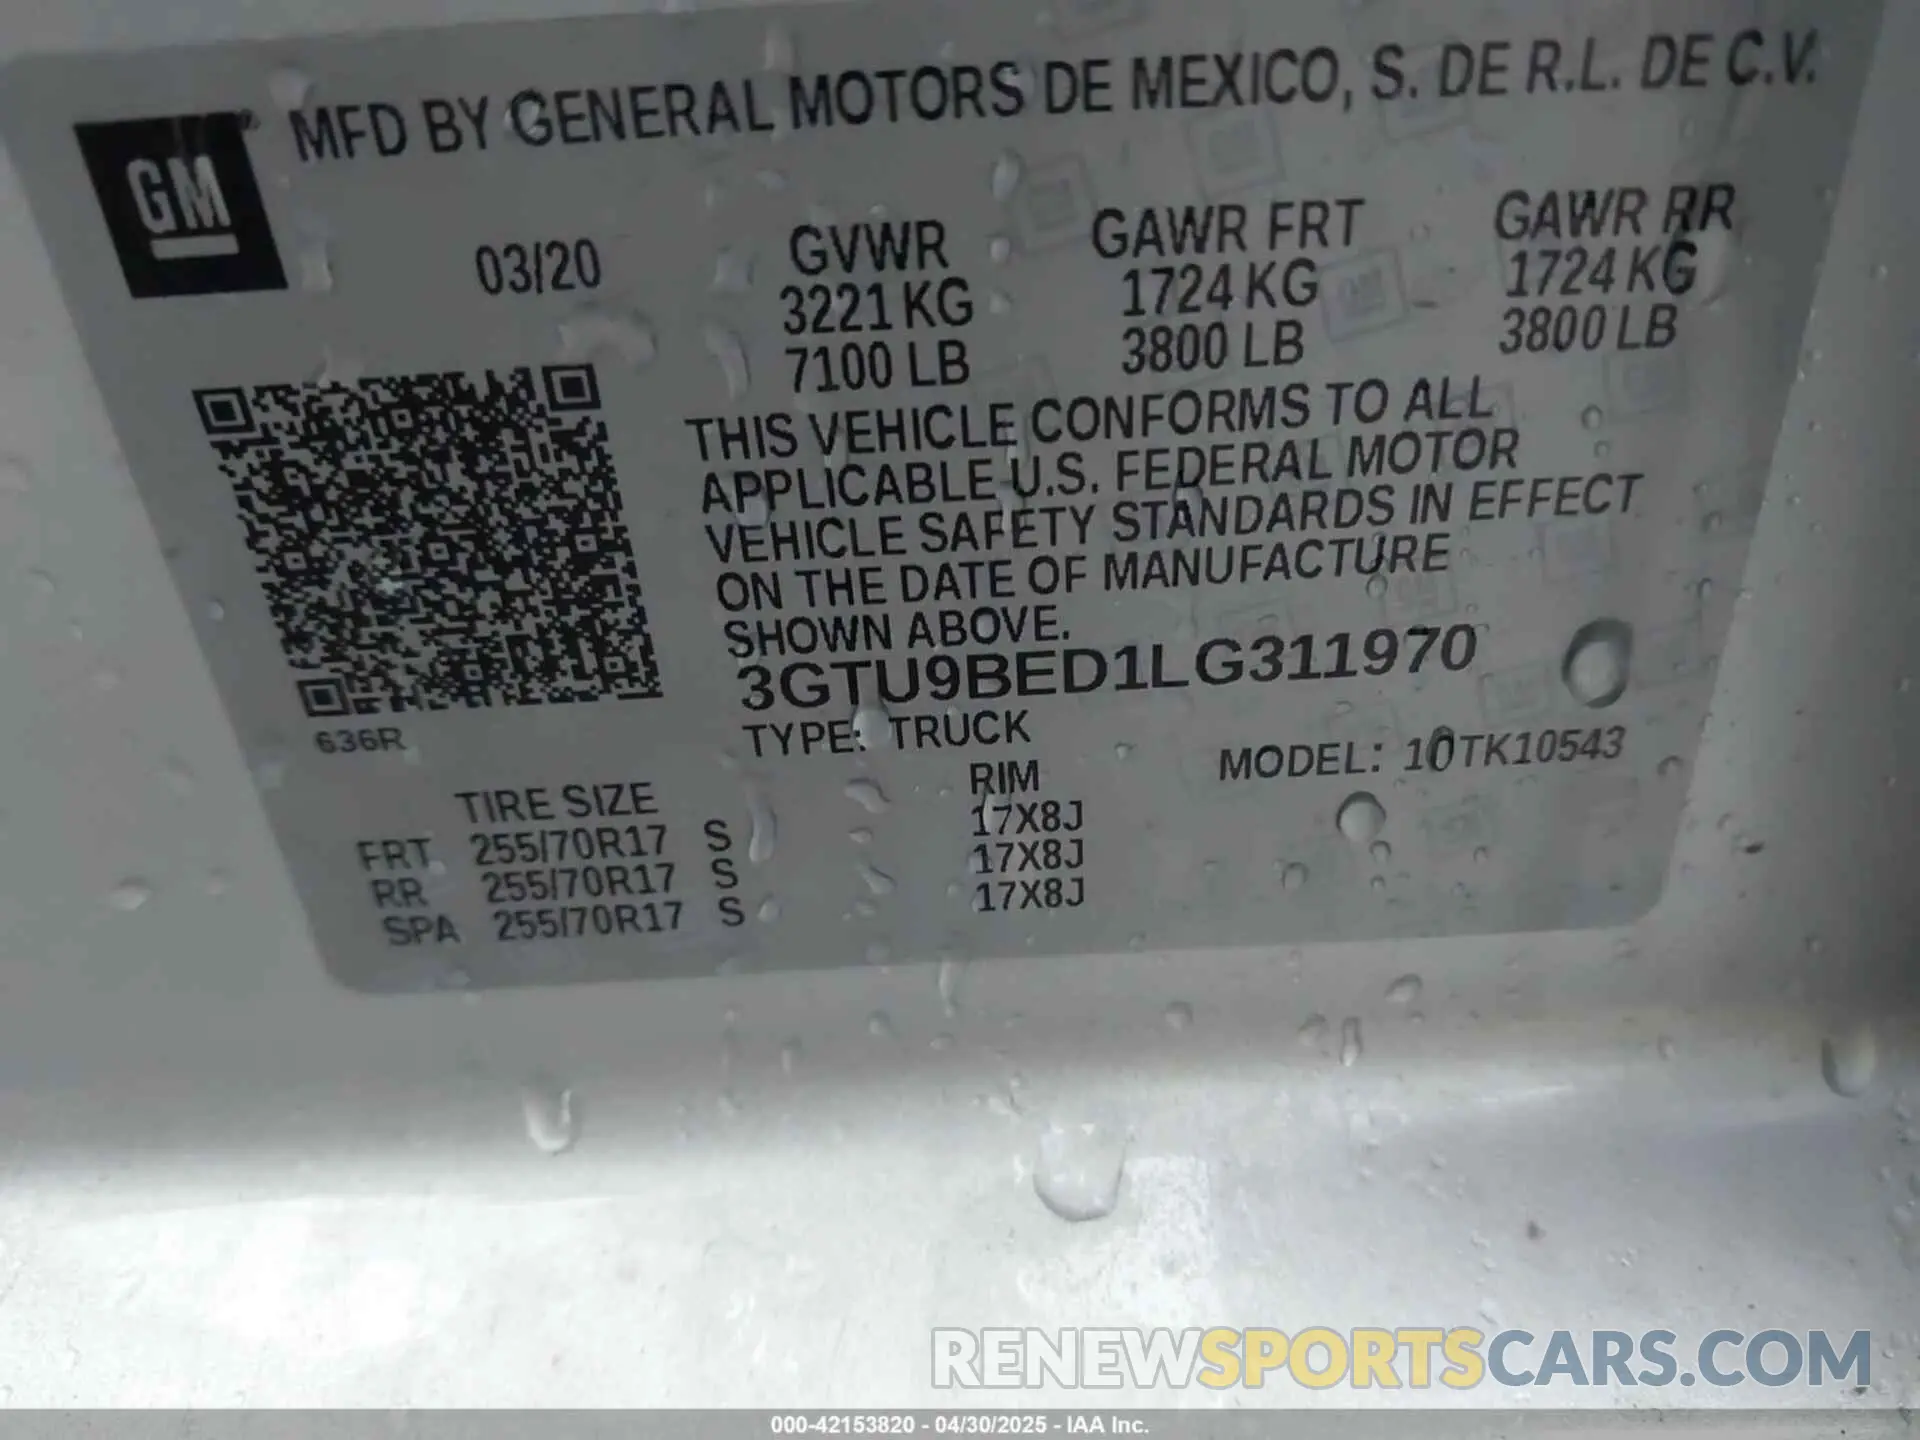 GM
MFD BY GENERAL MOTORS DE MEXICO, S. DE R.L. DE C.V.
03/20
GVWR
3221 KG
7100 LB
GAWR FRT
1724 KG
3800 LB
GAWR RR
1724 KG
3800 LB
THIS VEHICLE CONFORMS TO ALL
APPLICABLE U.S. FEDERAL MOTOR
VEHICLE SAFETY STANDARDS IN EFFECT
ON THE DATE OF MANUFACTURE
SHOWN ABOVE.
3GTU9BED1LG311970
636R
TYPE: TRUCK
MODEL: 10TK10543
TIRE SIZE RIM
FRT 255/70R17 S 17X8J
RR 255/70R17 S 17X8J
SPA 255/70R17 S 17X8J
RENEWSPORTSCARS.COM
000-42153820 - 04/30/2025 - IAA Inc.